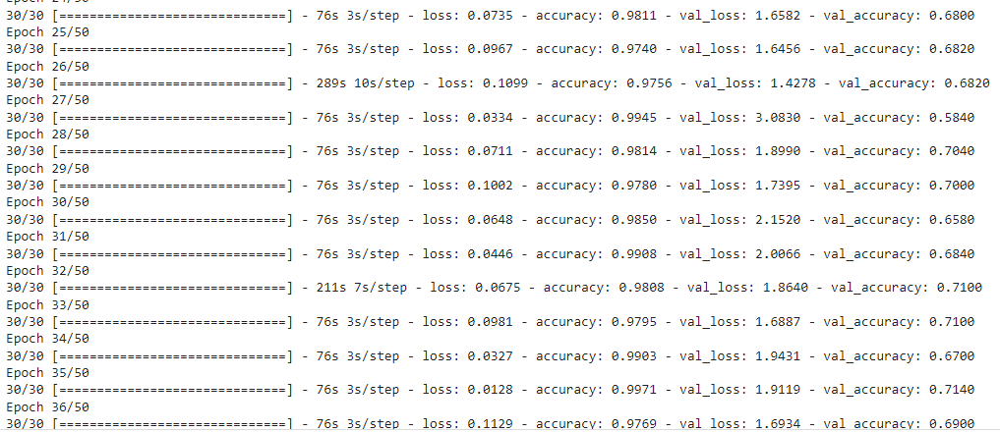 Epoch 24/50
30/30 [==============================] - 76s 3s/step - loss: 0.0735 - accuracy: 0.9811 - val_loss: 1.6582 - val_accuracy: 0.6800
Epoch 25/50
30/30 [==============================] - 76s 3s/step - loss: 0.0967 - accuracy: 0.9740 - val_loss: 1.6456 - val_accuracy: 0.6820
Epoch 26/50
30/30 [==============================] - 289s 10s/step - loss: 0.1099 - accuracy: 0.9756 - val_loss: 1.4278 - val_accuracy: 0.6820
Epoch 27/50
30/30 [==============================] - 76s 3s/step - loss: 0.0334 - accuracy: 0.9945 - val_loss: 3.0830 - val_accuracy: 0.5840
Epoch 28/50
30/30 [==============================] - 76s 3s/step - loss: 0.0711 - accuracy: 0.9814 - val_loss: 1.8990 - val_accuracy: 0.7040
Epoch 29/50
30/30 [==============================] - 76s 3s/step - loss: 0.1002 - accuracy: 0.9780 - val_loss: 1.7395 - val_accuracy: 0.7000
Epoch 30/50
30/30 [==============================] - 76s 3s/step - loss: 0.0648 - accuracy: 0.9850 - val_loss: 2.1520 - val_accuracy: 0.6580
Epoch 31/50
30/30 [==============================] - 76s 3s/step - loss: 0.0446 - accuracy: 0.9908 - val_loss: 2.0066 - val_accuracy: 0.6840
Epoch 32/50
30/30 [==============================] - 211s 7s/step - loss: 0.0675 - accuracy: 0.9808 - val_loss: 1.8640 - val_accuracy: 0.7100
Epoch 33/50
30/30 [==============================] - 76s 3s/step - loss: 0.0981 - accuracy: 0.9795 - val_loss: 1.6887 - val_accuracy: 0.7100
Epoch 34/50
30/30 [==============================] - 76s 3s/step - loss: 0.0327 - accuracy: 0.9903 - val_loss: 1.9431 - val_accuracy: 0.6700
Epoch 35/50
30/30 [==============================] - 76s 3s/step - loss: 0.0128 - accuracy: 0.9971 - val_loss: 1.9119 - val_accuracy: 0.7140
Epoch 36/50
30/30 [==============================] - 76s 3s/step - loss: 0.1129 - accuracy: 0.9769 - val_loss: 1.6934 - val_accuracy: 0.6900